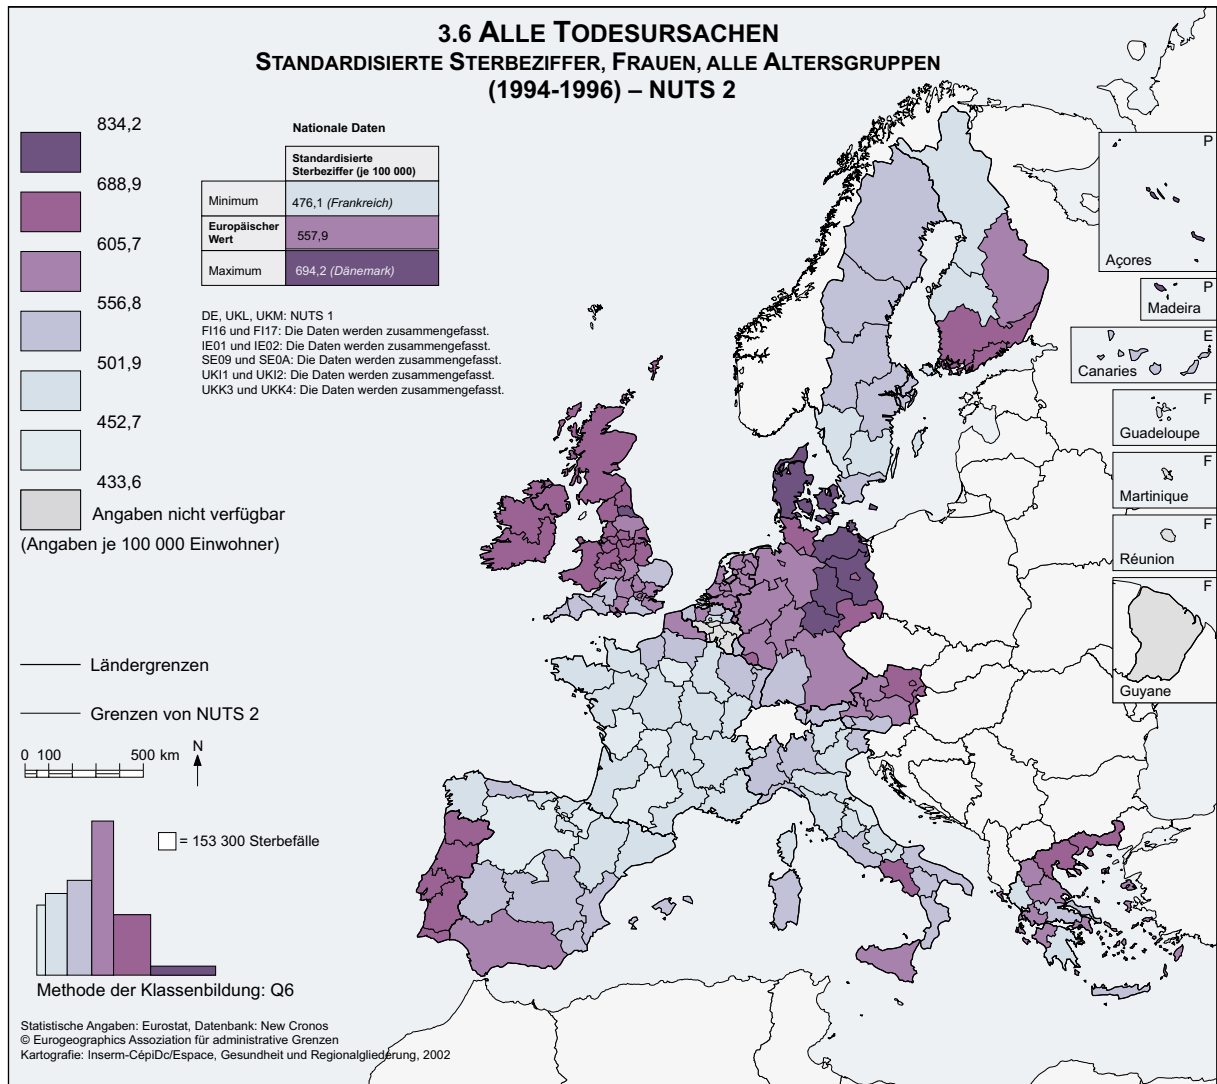 3.6 ALLE TODESURSACHEN
STANDARDISIERTE STERBEZIFFER, FRAUEN, ALLE ALTERSGRUPPEN
(1994-1996) – NUTS 2
834,2
688,9
605,7
556,8
501,9
452,7
433,6
Angaben nicht verfügbar
(Angaben je 100 000 Einwohner)
Nationale Daten
Standardisierte
Sterbeziffer (je 100 000)
Minimum 476,1 (Frankreich)
Europäischer
Wert 557,9
Maximum 694,2 (Dänemark)
DE, UKL, UKM: NUTS 1
FI16 und FI17: Die Daten werden zusammengefasst.
IE01 und IE02: Die Daten werden zusammengefasst.
SE09 und SE0A: Die Daten werden zusammengefasst.
UKI1 und UKI2: Die Daten werden zusammengefasst.
UKK3 und UKK4: Die Daten werden zusammengefasst.
P
Açores
P
Madeira
E
Canaries
F
Guadeloupe
F
Martinique
F
Réunion
F
Guyane
Ländergrenzen
Grenzen von NUTS 2
0 100 500 km N
= 153 300 Sterbefälle
Methode der Klassenbildung: Q6
Statistische Angaben: Eurostat, Datenbank: New Cronos
© Eurogeographics Assoziation für administrative Grenzen
Kartografie: Inserm-CépiDc/Espace, Gesundheit und Regionalgliederung, 2002